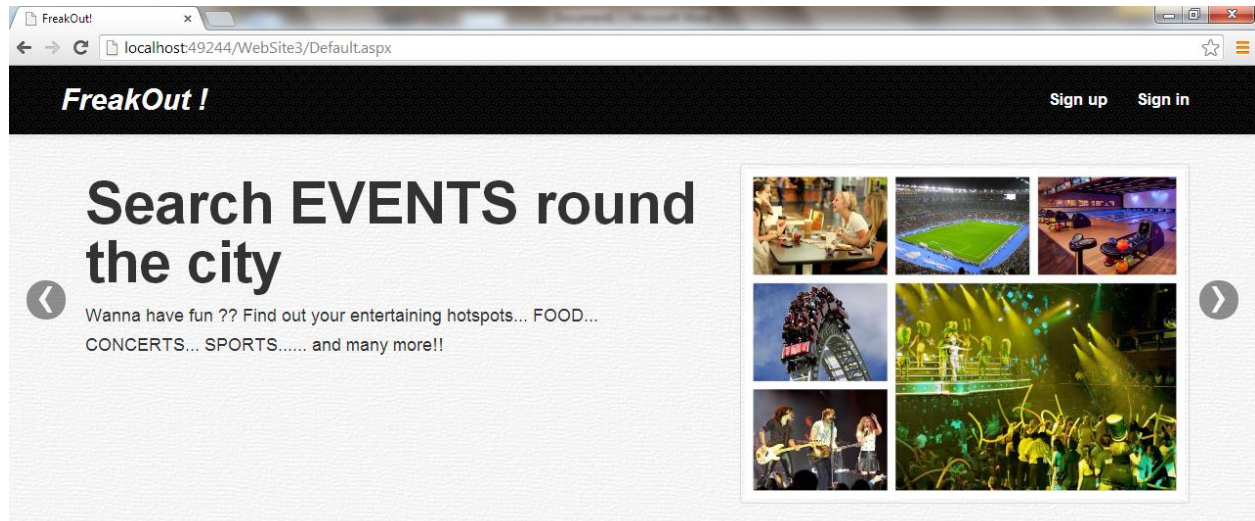 FreakOut!
localhost:49244/WebSite3/Default.aspx
FreakOut !
Sign up Sign in
Search EVENTS round
the city
Wanna have fun ?? Find out your entertaining hotspots... FOOD...
CONCERTS... SPORTS...... and many more!!